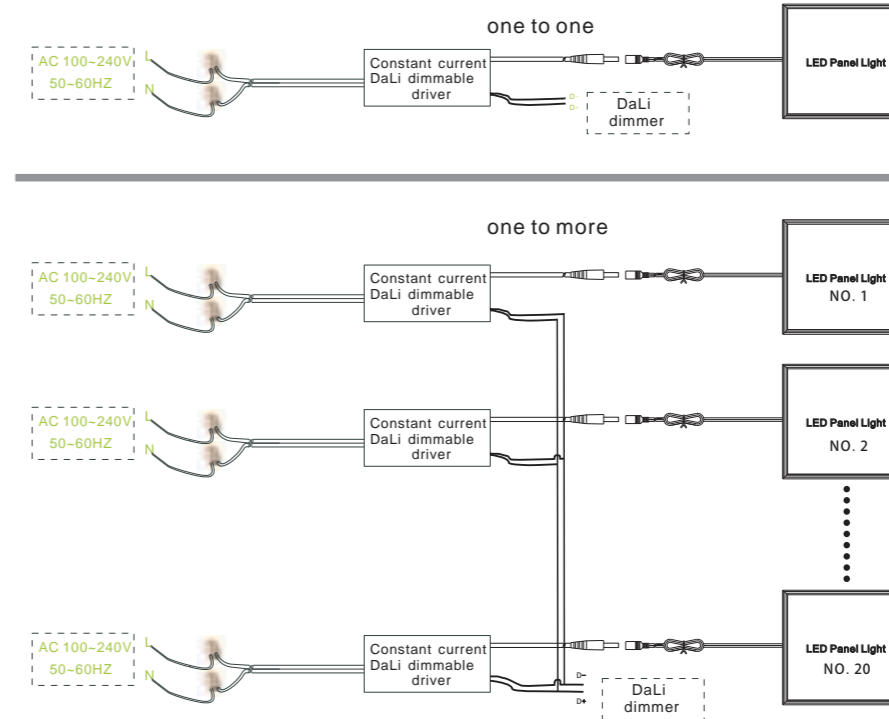 one to one
AC 100~240V
50~60HZ
L
N
Constant current
DaLi dimmable
driver
D-
D-
DaLi
dimmer
LED Panel Light
one to more
AC 100~240V
50~60HZ
L
N
Constant current
DaLi dimmable
driver
LED Panel Light
NO. 1
AC 100~240V
50~60HZ
L
N
Constant current
DaLi dimmable
driver
LED Panel Light
NO. 2
AC 100~240V
50~60HZ
L
N
Constant current
DaLi dimmable
driver
D-
D+
DaLi
dimmer
LED Panel Light
NO. 20